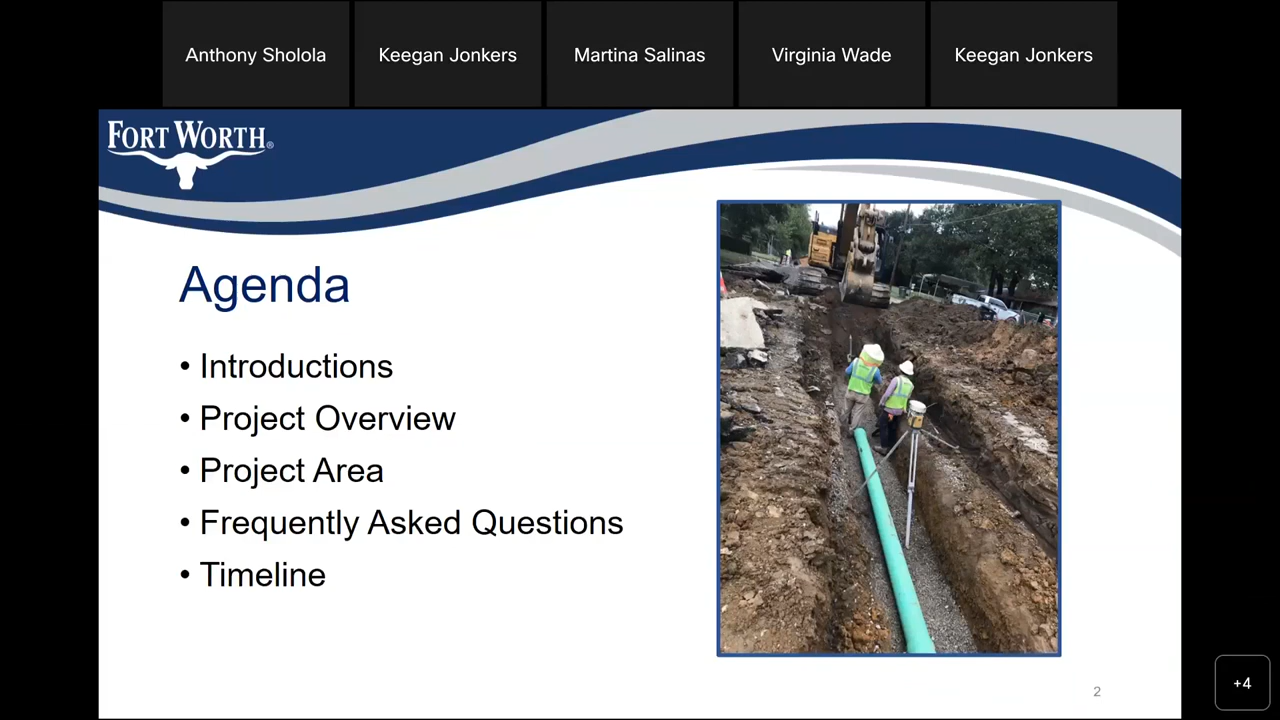 Anthony Sholola
Keegan Jonkers
Martina Salinas
Virginia Wade
Keegan Jonkers
FORT WORTH®
Agenda
• Introductions
• Project Overview
• Project Area
• Frequently Asked Questions
• Timeline
2
+4